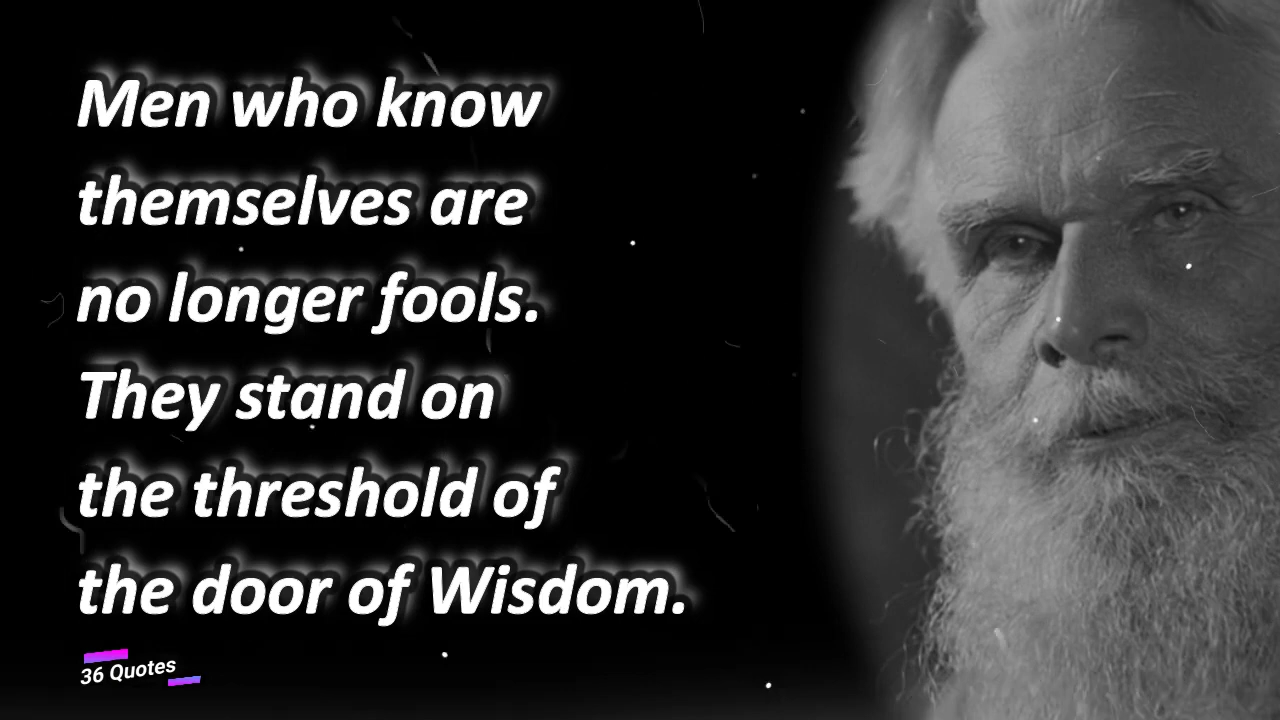 Men who know
themselves are
no longer fools.
They stand on
the threshold of
the door of Wisdom.
36 Quotes